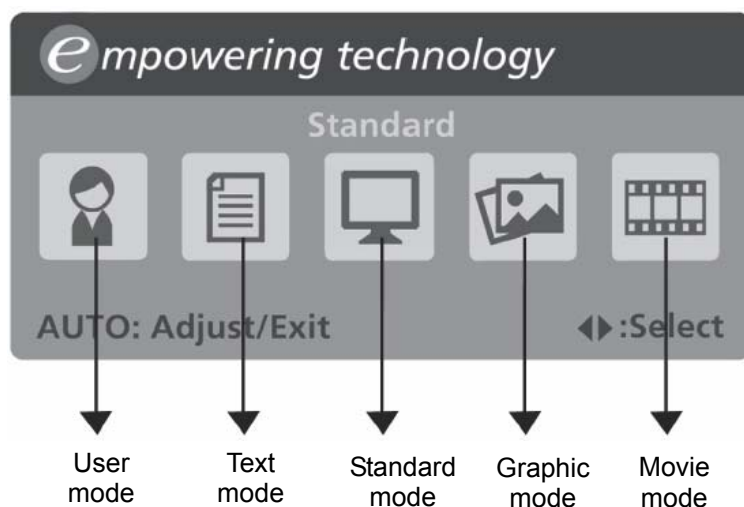 empowering technology
Standard
AUTO: Adjust/Exit ◀▶:Select
User mode
Text mode
Standard mode
Graphic mode
Movie mode